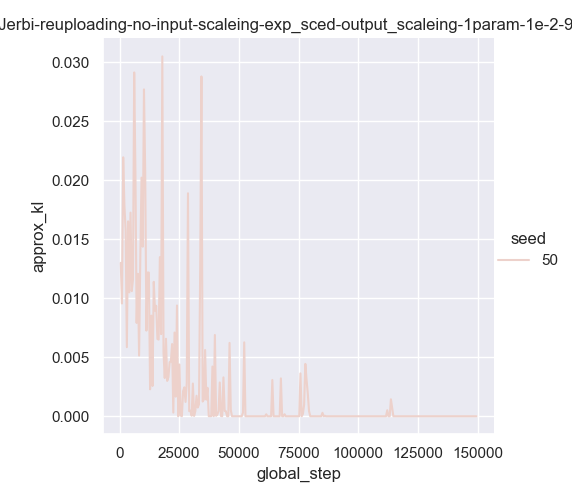 Jerbi-reuploading-no-input-scaleing-exp_sced-output_scaleing-1param-1e-2-9
0.030
0.025
0.020
0.015
0.010
0.005
0.000
approx_kl
0 25000 50000 75000 100000 125000 150000
global_step
seed
50